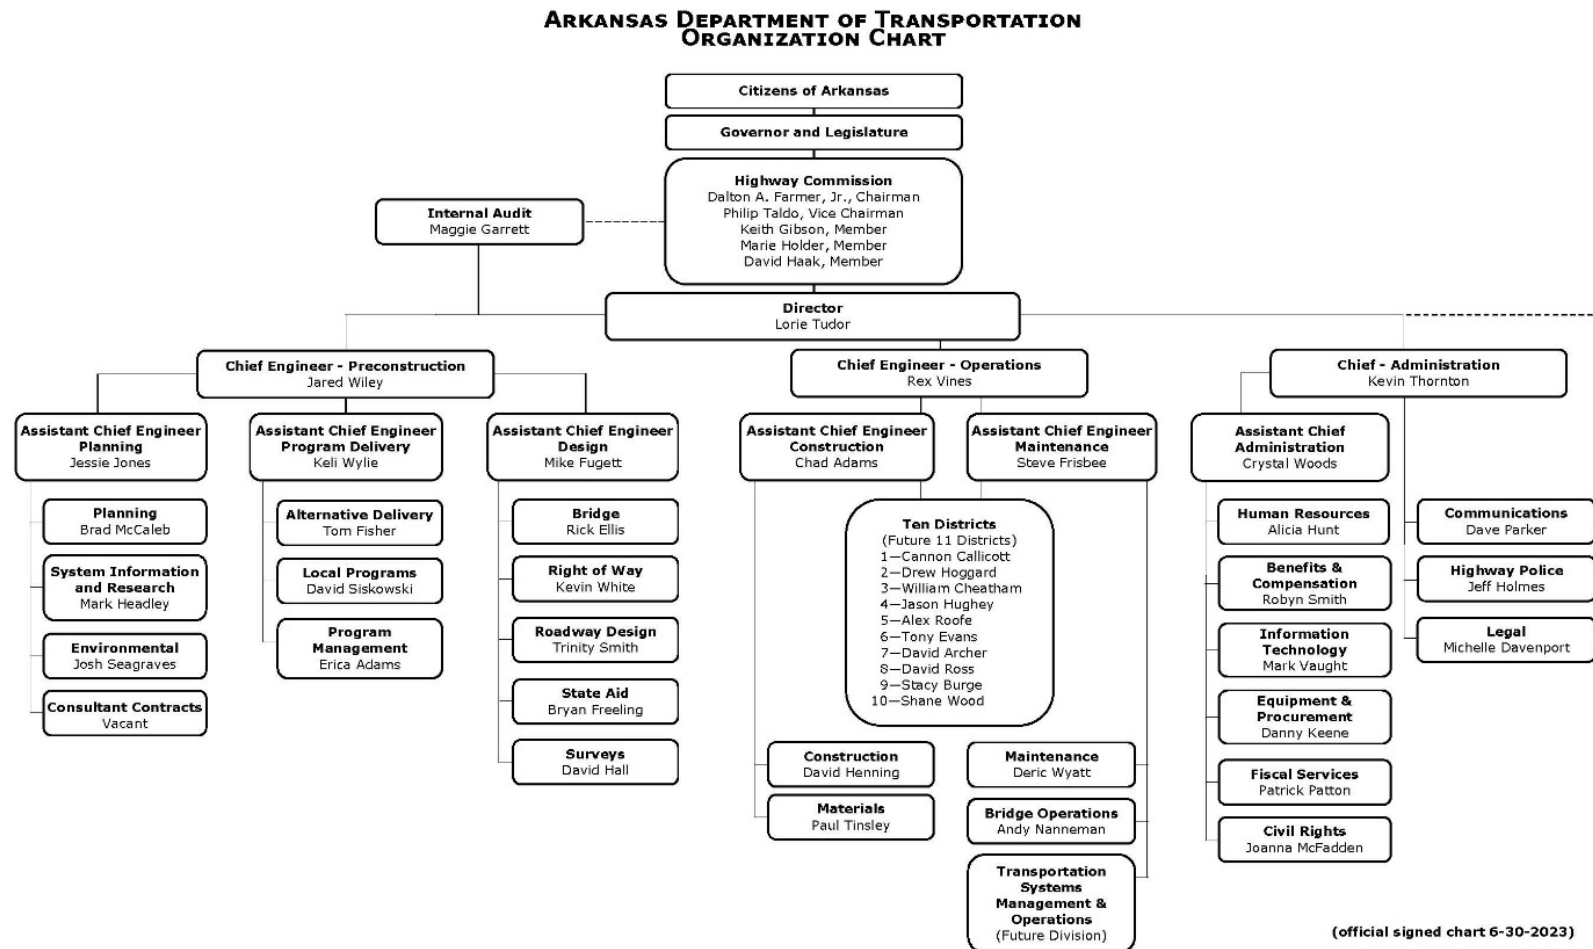 ARKANSAS DEPARTMENT OF TRANSPORTATION
ORGANIZATION CHART
Citizens of Arkansas
Governor and Legislature
Highway Commission
Dalton A. Farmer, Jr., Chairman
Philip Taldo, Vice Chairman
Keith Gibson, Member
Marie Holder, Member
David Haak, Member
Internal Audit
Maggie Garrett
Director
Lorie Tudor
Chief Engineer - Preconstruction
Jared Wiley
Chief Engineer - Operations
Rex Vines
Chief - Administration
Kevin Thornton
Assistant Chief Engineer
Planning
Jessie Jones
Assistant Chief Engineer
Program Delivery
Keli Wylie
Assistant Chief Engineer
Design
Mike Fugett
Assistant Chief Engineer
Construction
Chad Adams
Assistant Chief Engineer
Maintenance
Steve Frisbee
Assistant Chief
Administration
Crystal Woods
Planning
Brad McCaleb
System Information
and Research
Mark Headley
Environmental
Josh Seagraves
Consultant Contracts
Vacant
Alternative Delivery
Tom Fisher
Local Programs
David Siskowski
Program
Management
Erica Adams
Bridge
Rick Ellis
Right of Way
Kevin White
Roadway Design
Trinity Smith
State Aid
Bryan Freeling
Surveys
David Hall
Ten Districts
(Future 11 Districts)
1—Cannon Callicott
2—Drew Hoggard
3—William Cheatham
4—Jason Hughey
5—Alex Roofe
6—Tony Evans
7—David Archer
8—David Ross
9—Stacy Burge
10—Shane Wood
Construction
David Henning
Materials
Paul Tinsley
Maintenance
Deric Wyatt
Bridge Operations
Andy Nanneman
Transportation
Systems
Management &
Operations
(Future Division)
Human Resources
Alicia Hunt
Benefits &
Compensation
Robyn Smith
Information
Technology
Mark Vaught
Equipment &
Procurement
Danny Keene
Fiscal Services
Patrick Patton
Civil Rights
Joanna McFadden
Communications
Dave Parker
Highway Police
Jeff Holmes
Legal
Michelle Davenport
(official signed chart 6-30-2023)